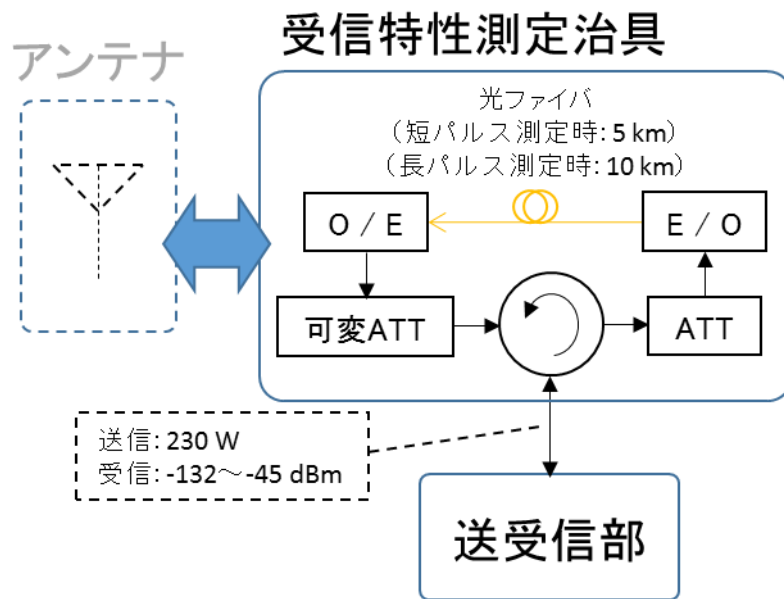 受信特性測定治具
アンテナ
光ファイバ
(短パルス測定時: 5 km)
(長パルス測定時: 10 km)
O / E
E / O
可変ATT
ATT
送信: 230 W
受信: -132～-45 dBm
送受信部